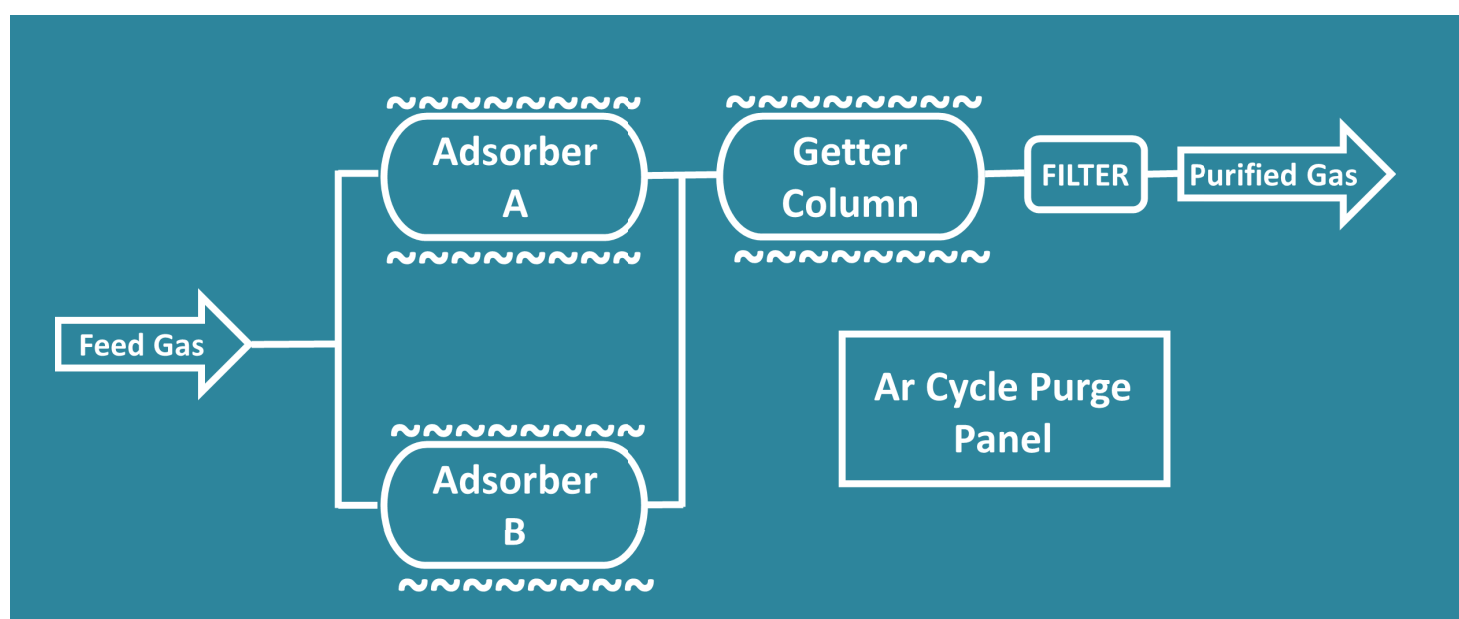 Feed Gas
Adsorber
A
Adsorber
B
Getter
Column
FILTER
Purified Gas
Ar Cycle Purge
Panel